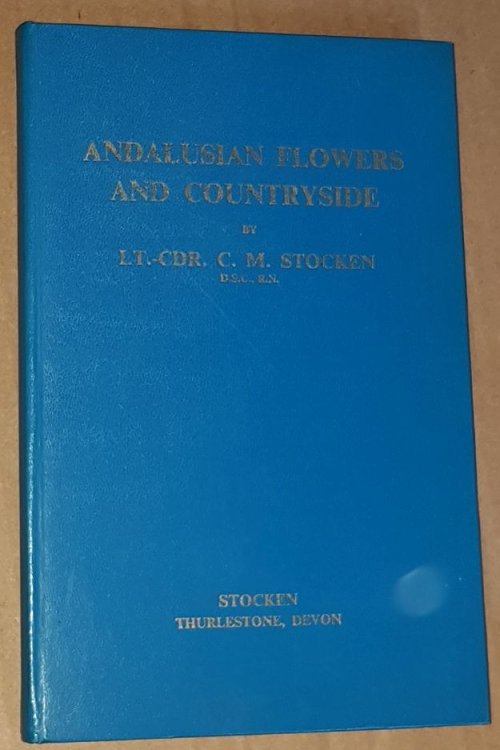 ANDALUSIAN FLOWERS
AND COUNTRYSIDE
BY
LT.-CDR. C. M. STOCKEN
D.S.C., R.N.
STOCKEN
THURLESTONE, DEVON